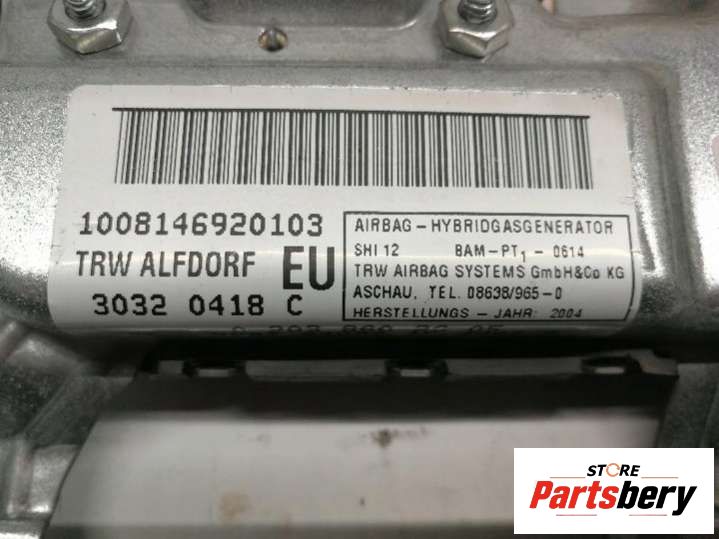 1008146920103
TRW ALFDORF EU
3032 0418 C
AIRBAG - HYBRIDGASGENERATOR
SHI 12 BAM-PT1 - 0614
TRW AIRBAG SYSTEMS GmbH&Co KG
ASCHAU, TEL. 08638/965-0
HERSTELLUNGS - JAHR: 2004
STORE
Partsbery